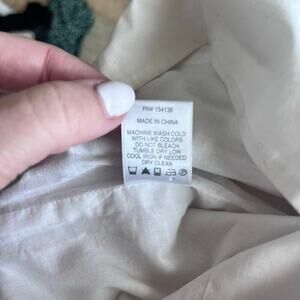 RN# 154138
MADE IN CHINA
MACHINE WASH COLD
WITH LIKE COLORS
DO NOT BLEACH
TUMBLE DRY LOW
COOL IRON IF NEEDED
DRY CLEAN